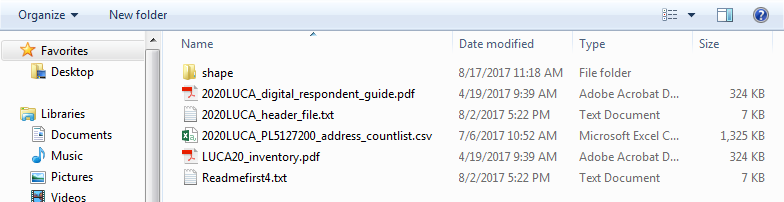 Organize New folder
Name Date modified Type Size
Favorites
Desktop
Libraries
Documents
Music
Pictures
Videos
shape 8/17/2017 11:18 AM File folder
2020LUCA_digital_respondent_guide.pdf 4/19/2017 9:39 AM Adobe Acrobat D... 324 KB
2020LUCA_header_file.txt 8/2/2017 5:22 PM Text Document 7 KB
2020LUCA_PL5127200_address_countlist.csv 7/6/2017 10:52 AM Microsoft Excel C... 1,325 KB
LUCA20_inventory.pdf 4/19/2017 9:39 AM Adobe Acrobat D... 324 KB
Readmefirst4.txt 8/2/2017 5:22 PM Text Document 7 KB